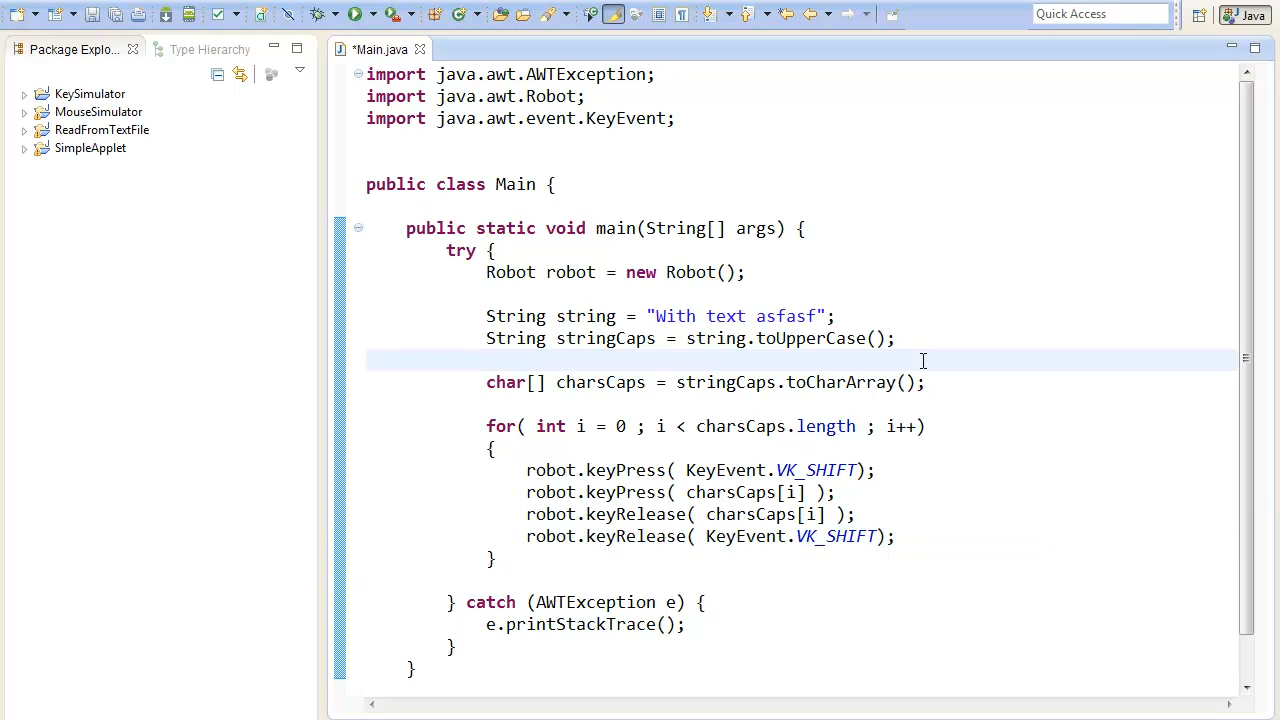 Quick Access
Java
Package Explo...
Type Hierarchy
*Main.java
KeySimulator
MouseSimulator
ReadFromTextFile
SimpleApplet
import java.awt.AWTException;
import java.awt.Robot;
import java.awt.event.KeyEvent;
public class Main {
public static void main(String[] args) {
try {
Robot robot = new Robot();
String string = "With text asfasf";
String stringCaps = string.toUpperCase();
char[] charsCaps = stringCaps.toCharArray();
for( int i = 0 ; i < charsCaps.length ; i++)
{
robot.keyPress( KeyEvent.VK_SHIFT);
robot.keyPress( charsCaps[i] );
robot.keyRelease( charsCaps[i] );
robot.keyRelease( KeyEvent.VK_SHIFT);
}
} catch (AWTException e) {
e.printStackTrace();
}
}